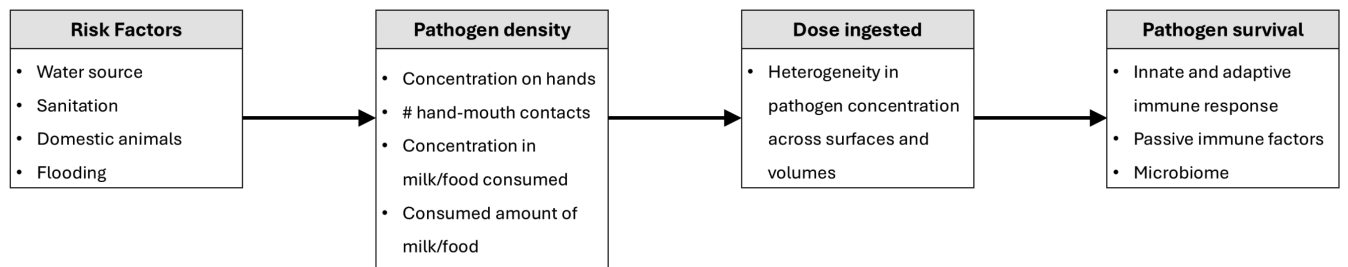 Risk Factors
• Water source
• Sanitation
• Domestic animals
• Flooding
Pathogen density
• Concentration on hands
• # hand-mouth contacts
• Concentration in
milk/food consumed
• Consumed amount of
milk/food
Dose ingested
• Heterogeneity in
pathogen concentration
across surfaces and
volumes
Pathogen survival
• Innate and adaptive
immune response
• Passive immune factors
• Microbiome